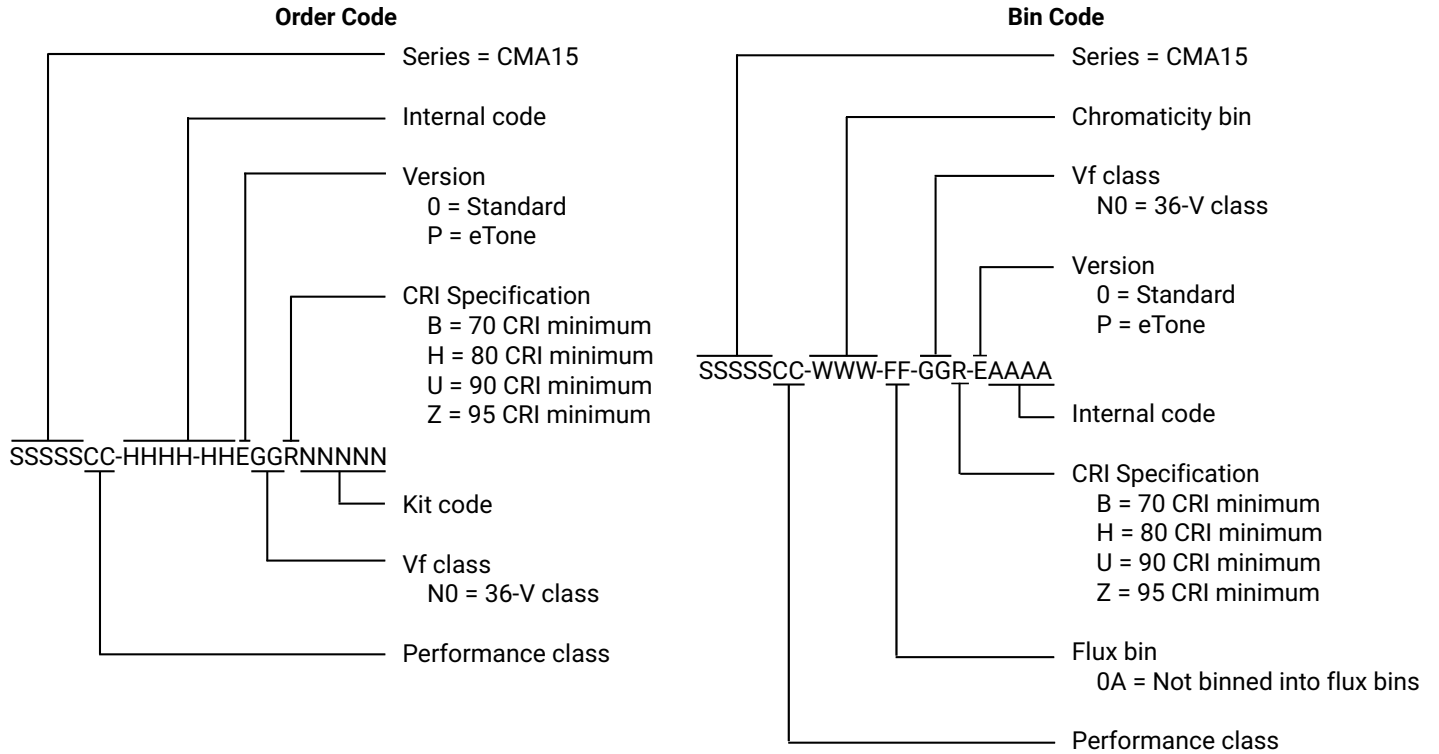 Order Code
Series = CMA15
Internal code
Version
0 = Standard
P = eTone
CRI Specification
B = 70 CRI minimum
H = 80 CRI minimum
U = 90 CRI minimum
Z = 95 CRI minimum
SSSSSCC-HHHH-HHEGGRNNNNN
Kit code
Vf class
N0 = 36-V class
Performance class
Bin Code
Series = CMA15
Chromaticity bin
Vf class
N0 = 36-V class
Version
0 = Standard
P = eTone
SSSSSCC-WWW-FF-GGR-EAAAA
Internal code
CRI Specification
B = 70 CRI minimum
H = 80 CRI minimum
U = 90 CRI minimum
Z = 95 CRI minimum
Flux bin
0A = Not binned into flux bins
Performance class